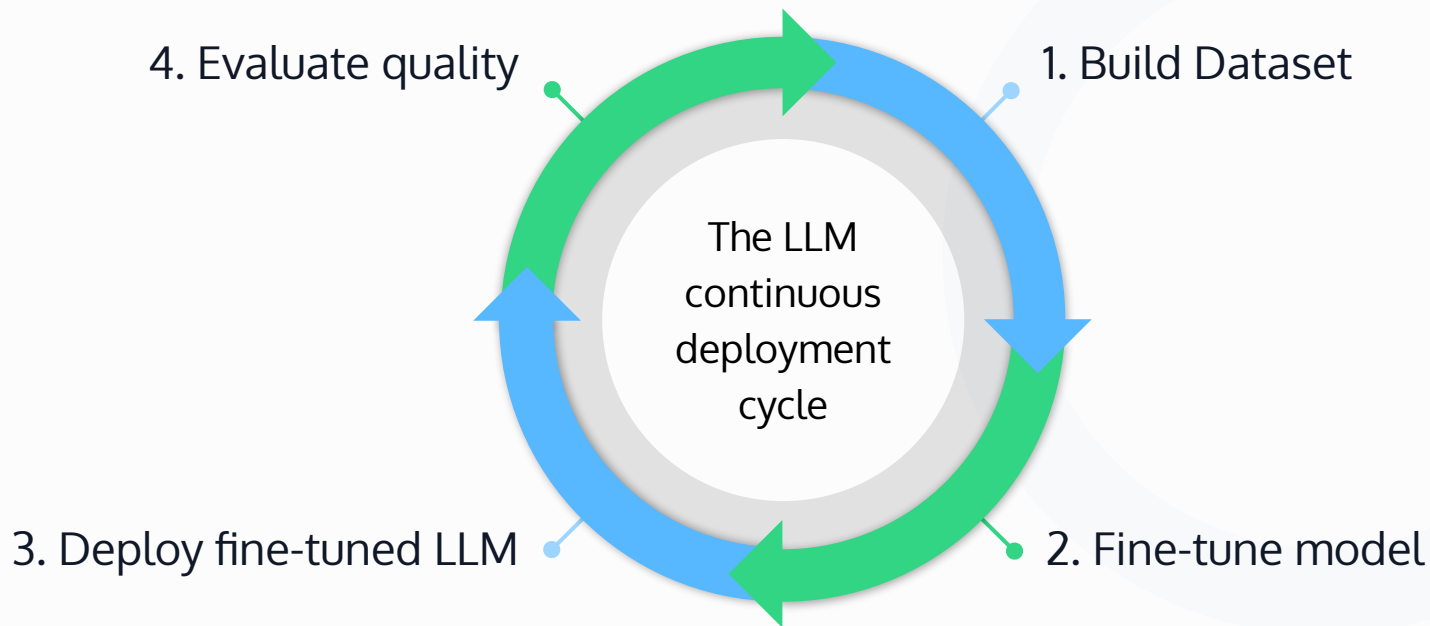 4. Evaluate quality
1. Build Dataset
The LLM
continuous
deployment
cycle
3. Deploy fine-tuned LLM
2. Fine-tune model